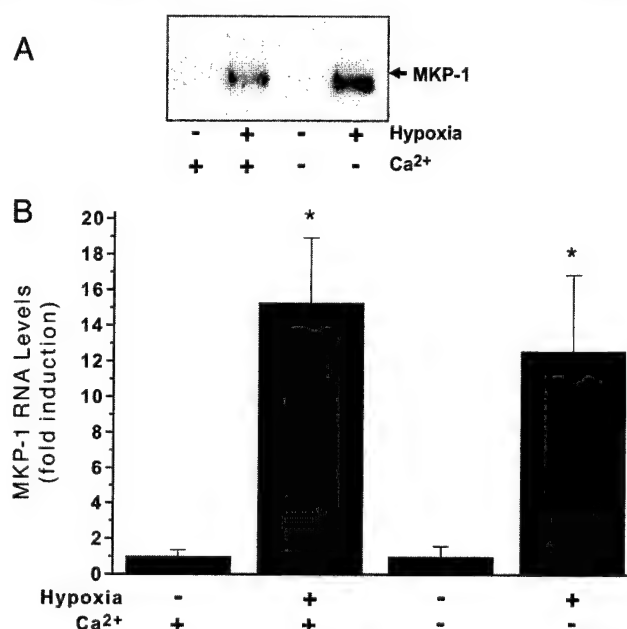 A
MKP-1
- + - + Hypoxia
+ + - - Ca²⁺
B
MKP-1 RNA Levels
(fold induction)
20
18
16
14
12
10
8
6
4
2
0
* *
Hypoxia - + - +
Ca²⁺ + + - -